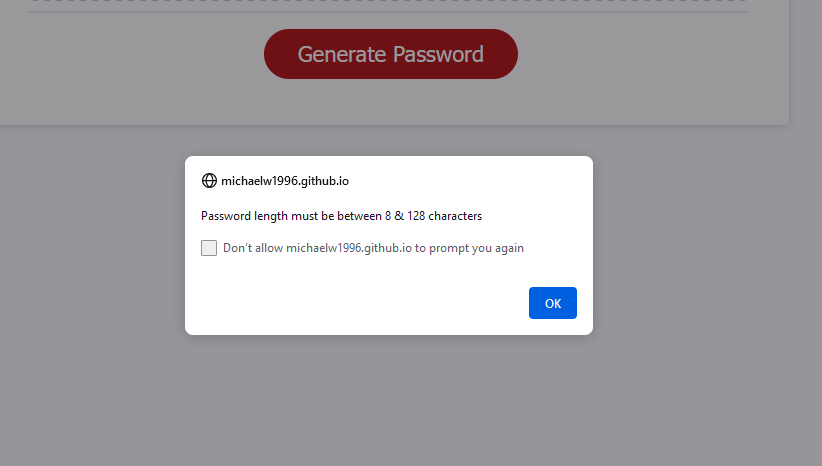 Generate Password
michaelw1996.github.io
Password length must be between 8 & 128 characters
Don't allow michaelw1996.github.io to prompt you again
OK